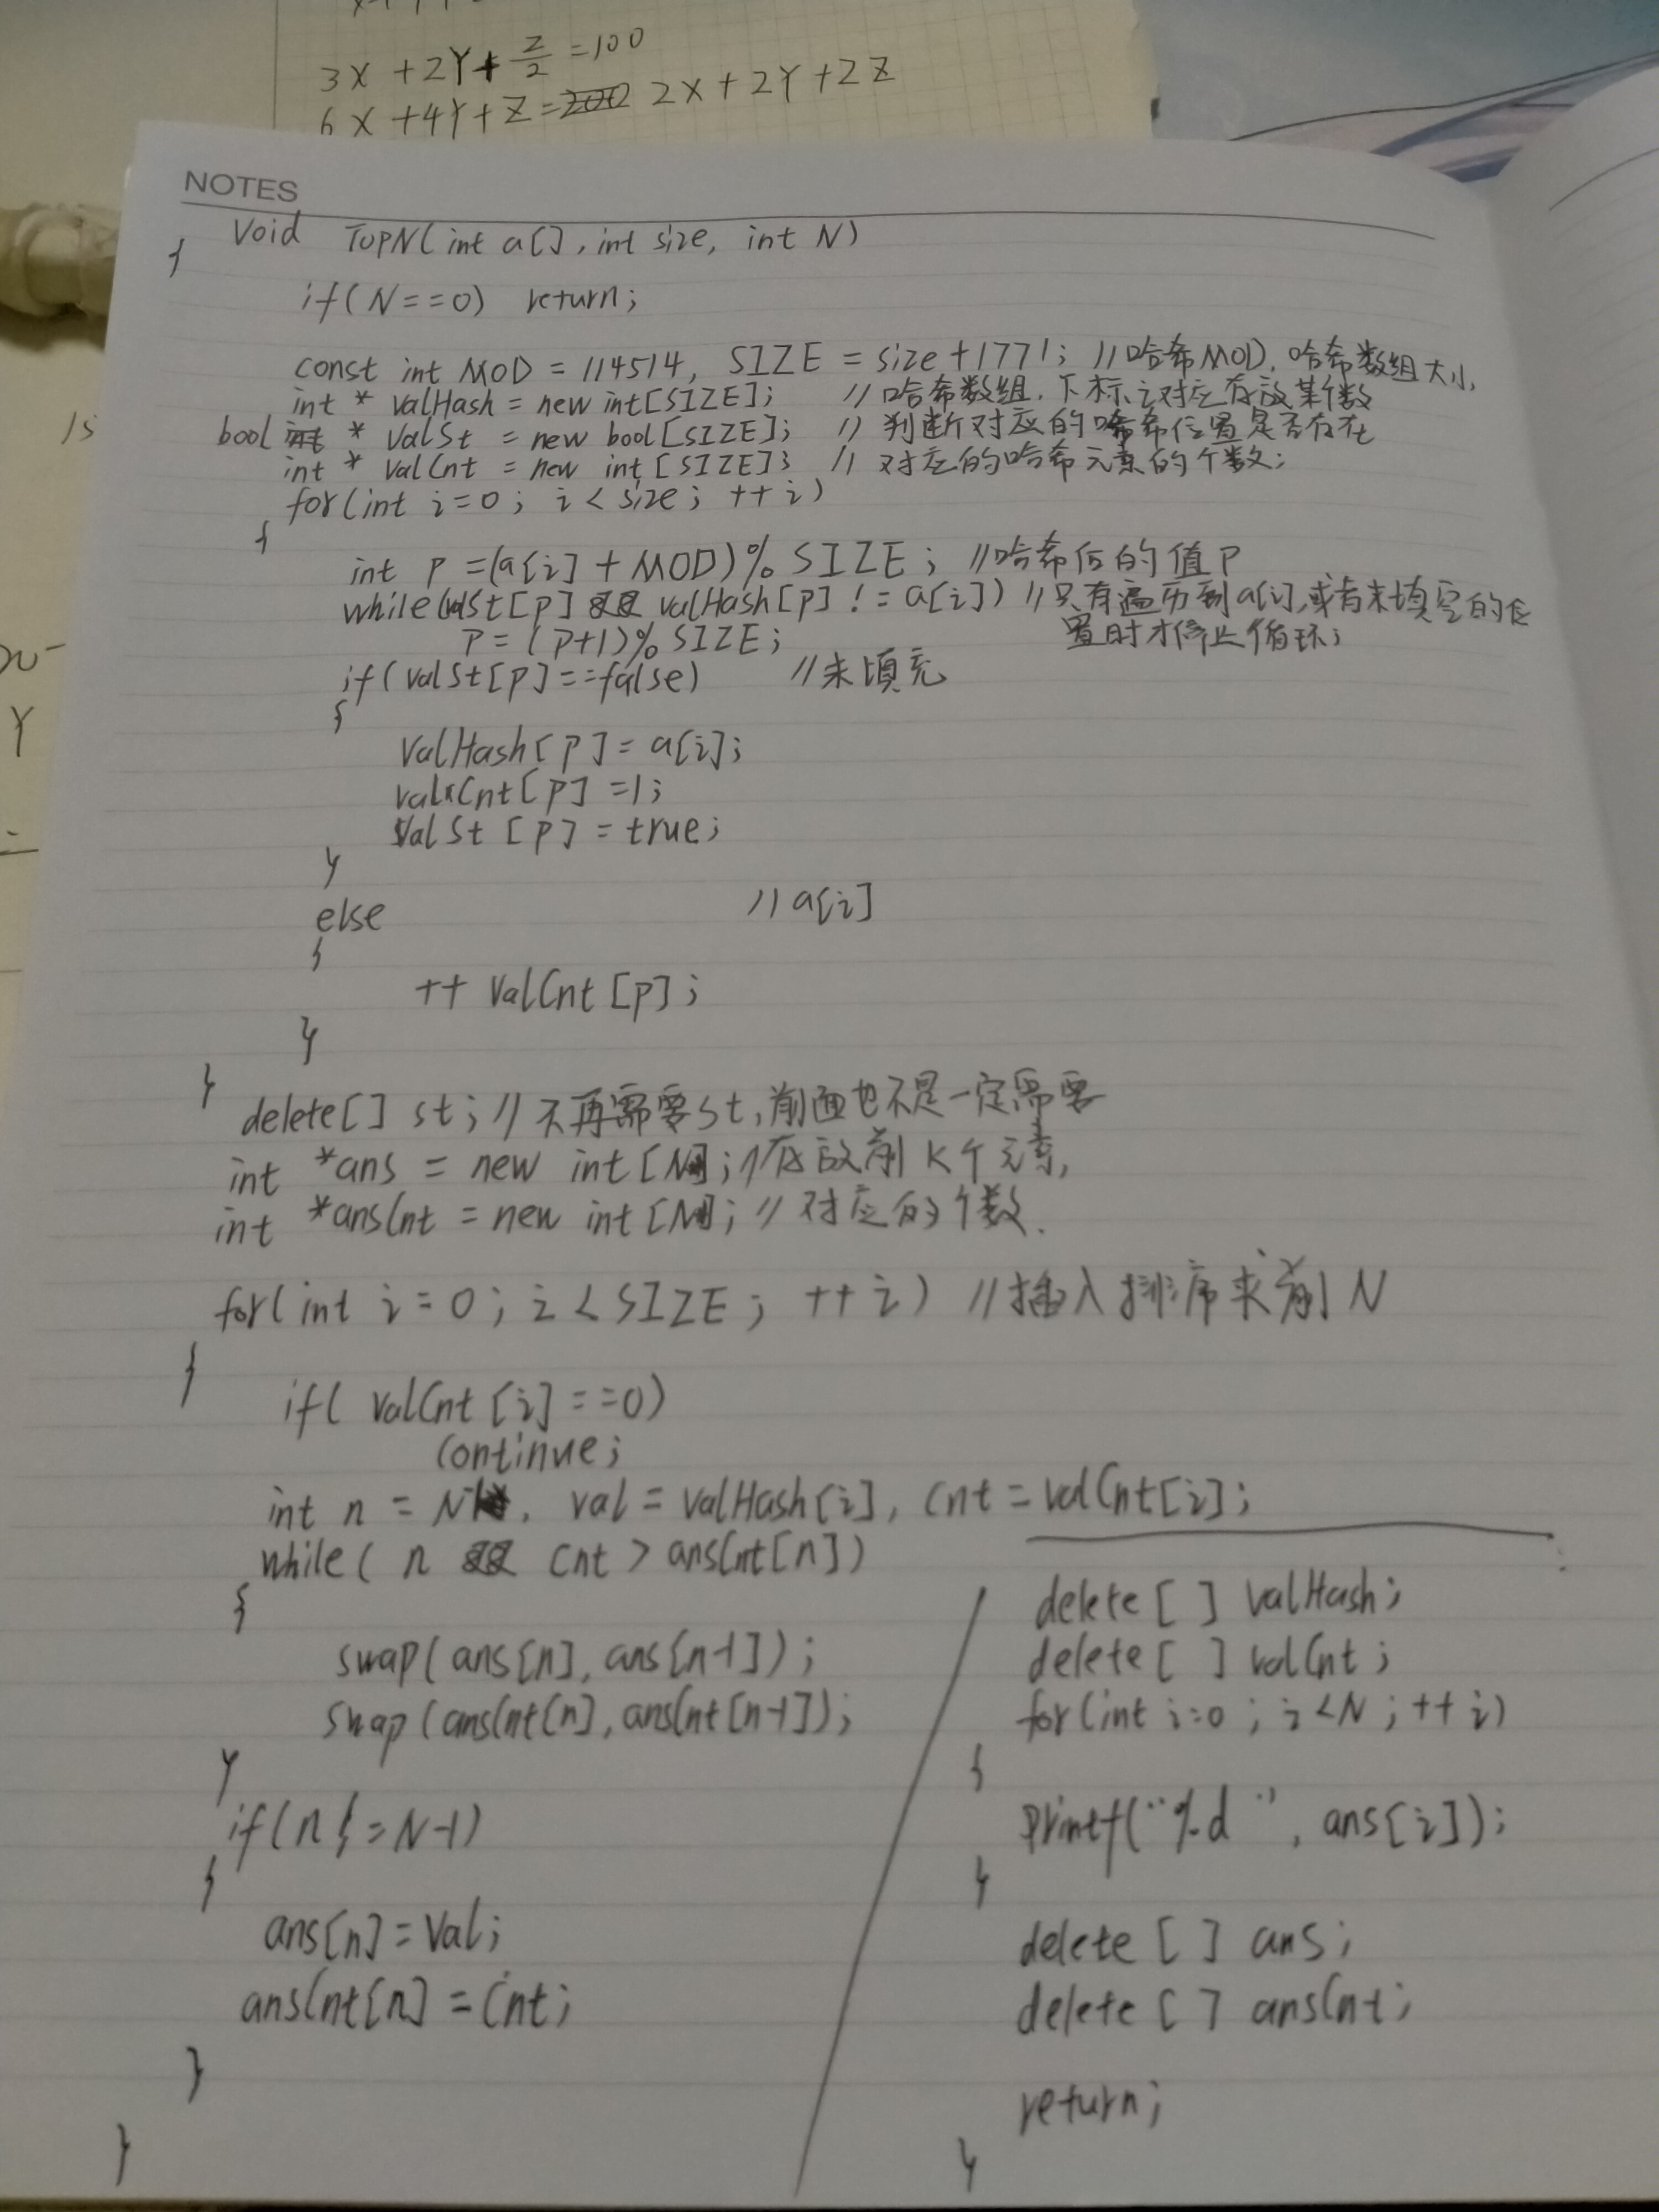 3X +2Y+ Z/2 =100
6X +4Y+Z=200 2X+2Y+2Z
NOTES
Void TopN(int a[], int size, int N)
{
if(N==0) return;
const int MOD = 114514, SIZE = size+1771; //哈希MOD, 哈希数组大小,
int * valHash = new int[SIZE]; //哈希数组, 下标i对应存放某个数
15
bool int * valSt = new bool[SIZE]; // 判断对应的哈希位置是否存在
int * valCnt = new int[SIZE]; // 对应的哈希元素的个数;
for(int i=0; i<size; ++i)
{
int P=(a[i]+MOD)% SIZE; //哈希后的值P
while(valSt[p] && valHash[p] != a[i]) //只有遍历到a[i],或者未填空的位
P=(P+1)% SIZE; 置时才停止循环;
if(valSt[p]==false) //未填充
{
Y
valHash[p]=a[i];
valCnt[p]=1;
valSt[p]=true;
}
else //a[i]
{
++ valCnt[p];
}
}
delete[] st; // 不再需要st,前面也不是一定需要
int *ans = new int[N]; //存放前K个元素,
int *ansCnt = new int[N]; // 对应的个数.
for(int i=0; i<SIZE; ++i) //插入排序求前N
{
if( valCnt[i]==0)
continue;
int n = N, val = valHash[i], cnt = valCnt[i];
while( n && cnt > ansCnt[n])
{
swap(ans[n], ans[n-1]);
swap(ansCnt[n], ansCnt[n-1]);
}
if(n!=N-1)
{
ans[n]=val;
ansCnt[n]=cnt;
}
}
delete[ ] valHash;
delete[ ] valCnt;
for(int i=0; i<N; ++i)
{
printf("%d ", ans[i]);
}
delete[ ] ans;
delete[ ] ansCnt;
return;
}